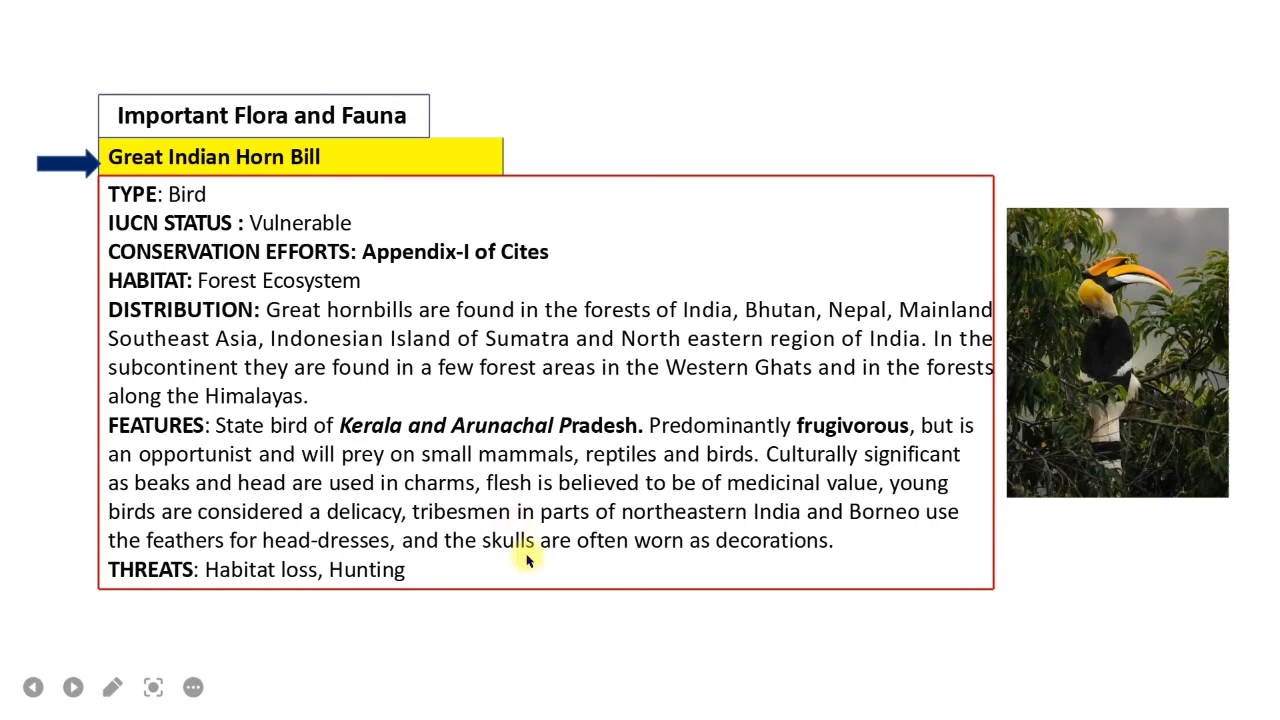 Important Flora and Fauna
Great Indian Horn Bill
TYPE: Bird
IUCN STATUS : Vulnerable
CONSERVATION EFFORTS: Appendix-I of Cites
HABITAT: Forest Ecosystem
DISTRIBUTION: Great hornbills are found in the forests of India, Bhutan, Nepal, Mainland
Southeast Asia, Indonesian Island of Sumatra and North eastern region of India. In the
subcontinent they are found in a few forest areas in the Western Ghats and in the forests
along the Himalayas.
FEATURES: State bird of Kerala and Arunachal Pradesh. Predominantly frugivorous, but is
an opportunist and will prey on small mammals, reptiles and birds. Culturally significant
as beaks and head are used in charms, flesh is believed to be of medicinal value, young
birds are considered a delicacy, tribesmen in parts of northeastern India and Borneo use
the feathers for head-dresses, and the skulls are often worn as decorations.
THREATS: Habitat loss, Hunting